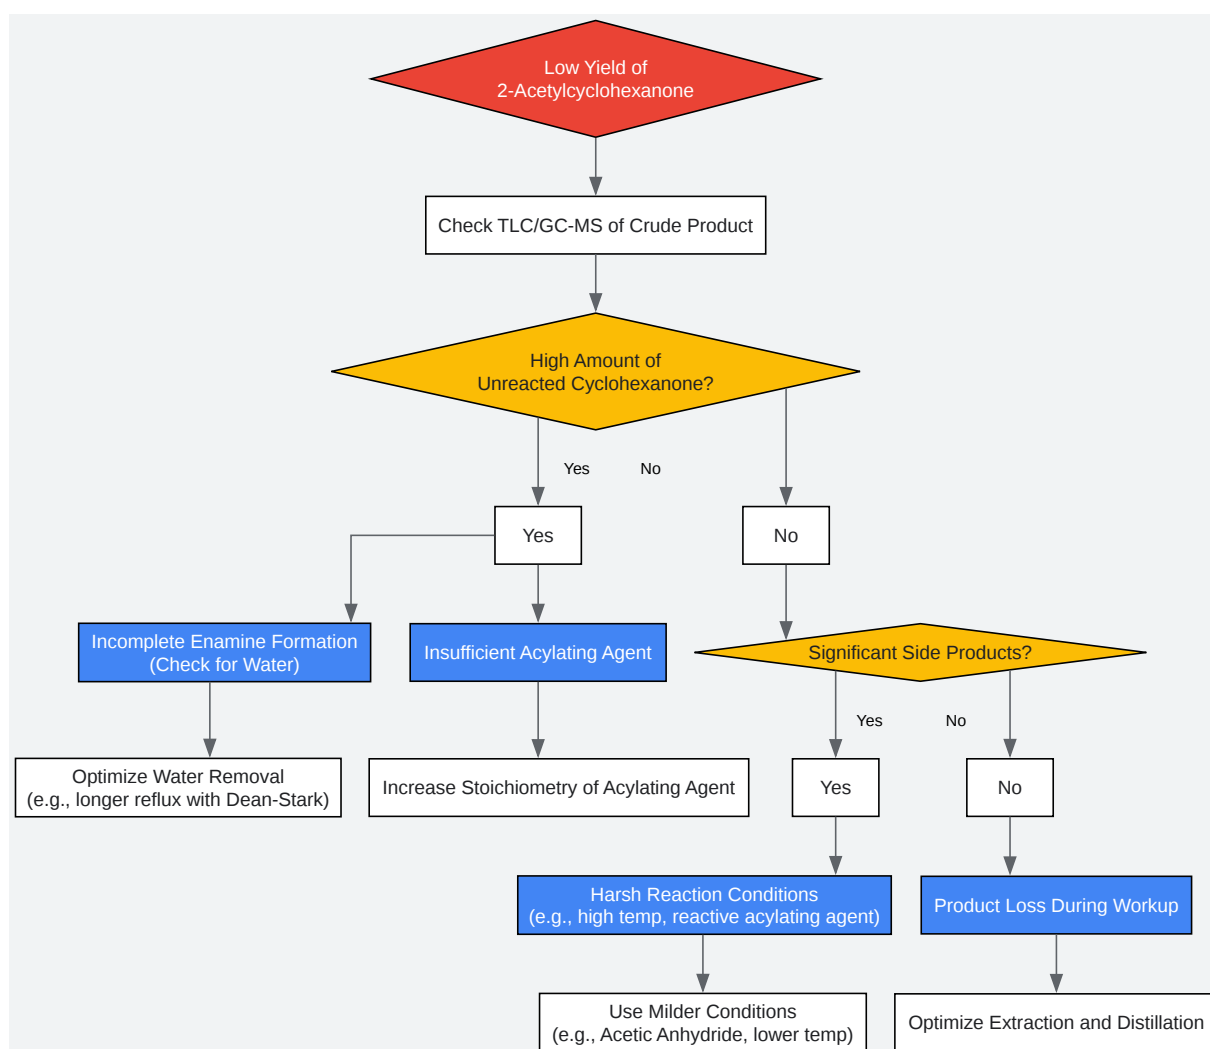 Low Yield of
2-Acetylcyclohexanone
Check TLC/GC-MS of Crude Product
High Amount of
Unreacted Cyclohexanone?
Yes
No
Yes
No
Incomplete Enamine Formation
(Check for Water)
Insufficient Acylating Agent
Significant Side Products?
Yes
No
Optimize Water Removal
(e.g., longer reflux with Dean-Stark)
Increase Stoichiometry of Acylating Agent
Yes
No
Harsh Reaction Conditions
(e.g., high temp, reactive acylating agent)
Product Loss During Workup
Use Milder Conditions
(e.g., Acetic Anhydride, lower temp)
Optimize Extraction and Distillation